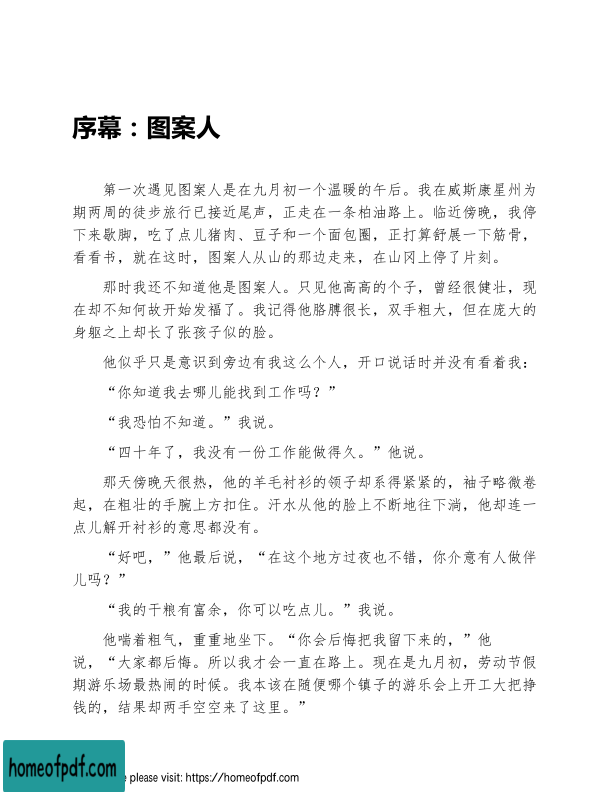 序幕：图案人
第一次遇见图案人是在九月初一个温暖的午后。我在威斯康星州为
期两周的徒步旅行已接近尾声，正走在一条柏油路上。临近傍晚，我停
下来歇脚，吃了点儿猪肉、豆子和一个面包圈，正打算舒展一下筋骨，
看看书，就在这时，图案人从山的那边走来，在山冈上停了片刻。
那时我还不知道他是图案人。只见他高高的个子，曾经很健壮，现
在却不知何故开始发福了。我记得他胳膊很长，双手粗大，但在庞大的
身躯之上却长了张孩子似的脸。
他似乎只是意识到旁边有我这么个人，开口说话时并没有看着我：
“你知道我去哪儿能找到工作吗？”
“我恐怕不知道。”我说。
“四十年了，我没有一份工作能做得久。”他说。
那天傍晚天很热，他的羊毛衬衫的领子却系得紧紧的，袖子略微卷
起，在粗壮的手腕上方扣住。汗水从他的脸上不断地往下淌，他却连一
点儿解开衬衫的意思都没有。
“好吧，”他最后说，“在这个地方过夜也不错，你介意有人做伴
儿吗？”
“我的干粮有富余，你可以吃点儿。”我说。
他喘着粗气，重重地坐下。“你会后悔把我留下来的，”他
说，“大家都后悔。所以我才会一直在路上。现在是九月初，劳动节假
期游乐场最热闹的时候。我本该在随便哪个镇子的游乐会上开工大把挣
钱的，结果却两手空空来了这里。”
homeofpdf.com
please visit: https://homeofpdf.com